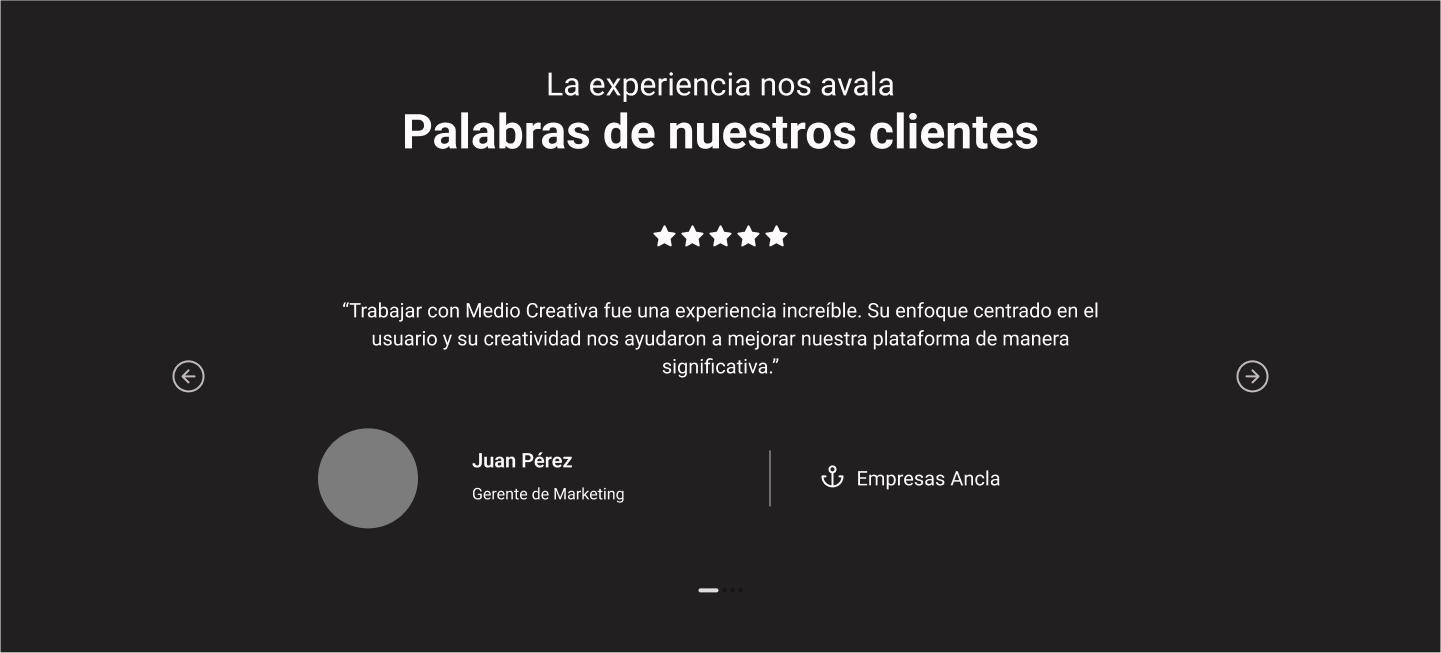 La experiencia nos avala
Palabras de nuestros clientes
“Trabajar con Medio Creativa fue una experiencia increíble. Su enfoque centrado en el
usuario y su creatividad nos ayudaron a mejorar nuestra plataforma de manera
significativa.”
Juan Pérez
Gerente de Marketing
Empresas Ancla